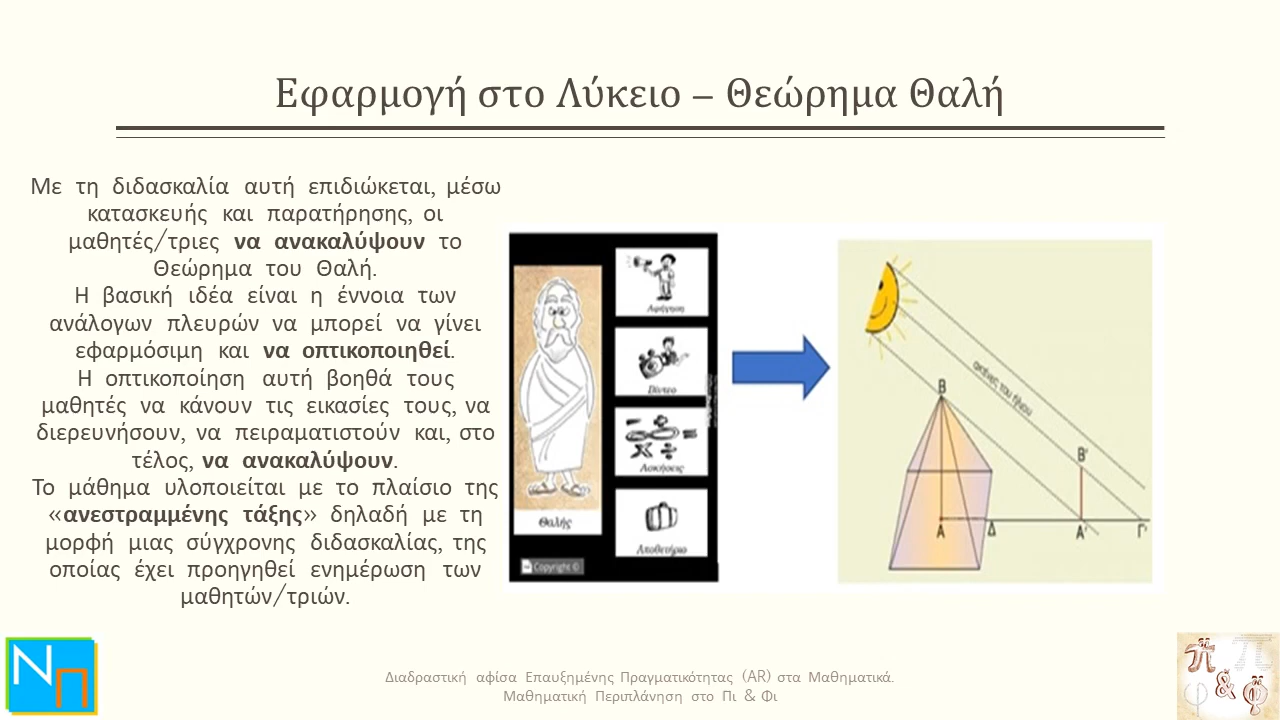 Εφαρμογή στο Λύκειο – Θεώρημα Θαλή
Με τη διδασκαλία αυτή επιδιώκεται, μέσω
κατασκευής και παρατήρησης, οι
μαθητές/τριες να ανακαλύψουν το
Θεώρημα του Θαλή.
Η βασική ιδέα είναι η έννοια των
ανάλογων πλευρών να μπορεί να γίνει
εφαρμόσιμη και να οπτικοποιηθεί.
Η οπτικοποίηση αυτή βοηθά τους
μαθητές να κάνουν τις εικασίες τους, να
διερευνήσουν, να πειραματιστούν και, στο
τέλος, να ανακαλύψουν.
Το μάθημα υλοποιείται με το πλαίσιο της
«ανεστραμμένης τάξης» δηλαδή με τη
μορφή μιας σύγχρονης διδασκαλίας, της
οποίας έχει προηγηθεί ενημέρωση των
μαθητών/τριών.
Αφήγηση
Βίντεο
Ασκήσεις
Αποθετήριο
Θαλής
Copyright ©
ακτίνες του ήλιου
Β
Β'
Α
Δ
Α'
Γ'
Νπ
π
&
φ
Διαδραστική αφίσα Επαυξημένης Πραγματικότητας (AR) στα Μαθηματικά.
Μαθηματική Περιπλάνηση στο Πι & Φι